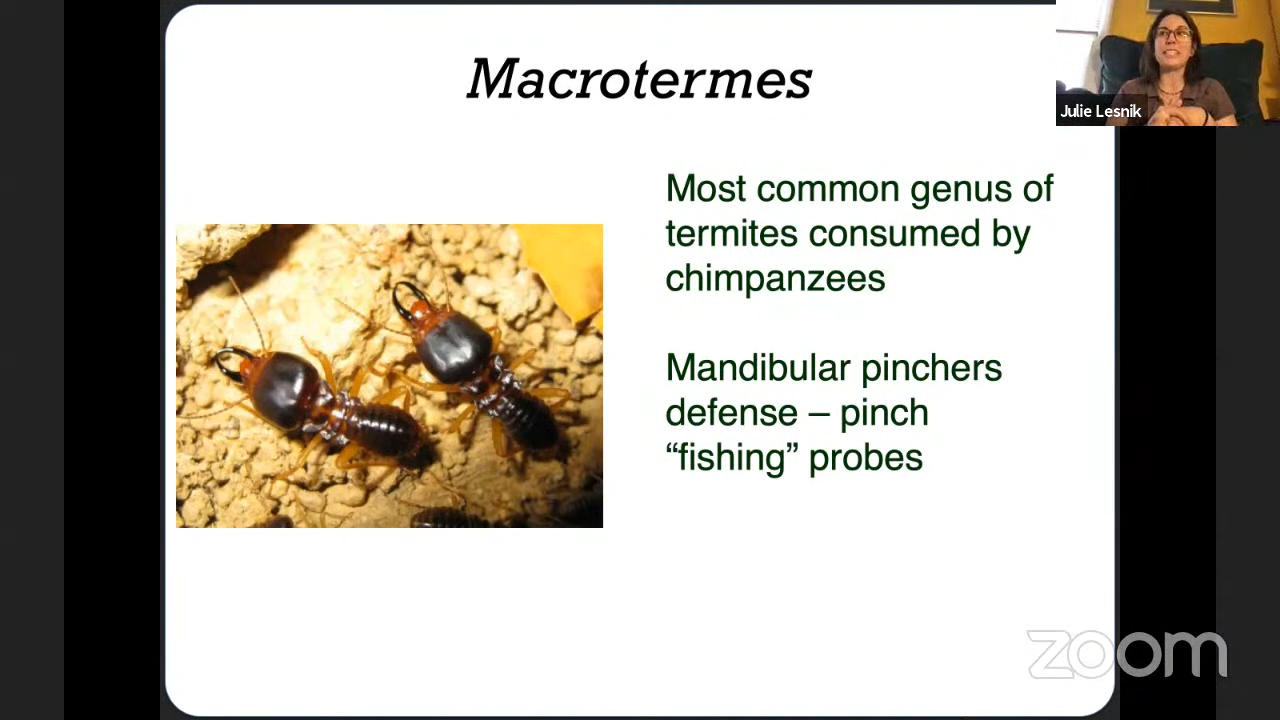 Macrotermes
Julie Lesnik
Most common genus of
termites consumed by
chimpanzees
Mandibular pinchers
defense – pinch
“fishing” probes
zoom